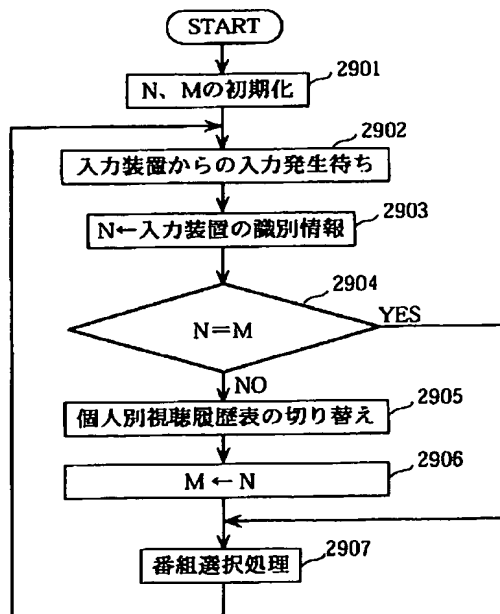 START
2901
N、Mの初期化
2902
入力装置からの入力発生待ち
2903
N←入力装置の識別情報
2904
N=M
YES
NO
2905
個人別視聴履歴表の切り替え
2906
M←N
2907
番組選択処理